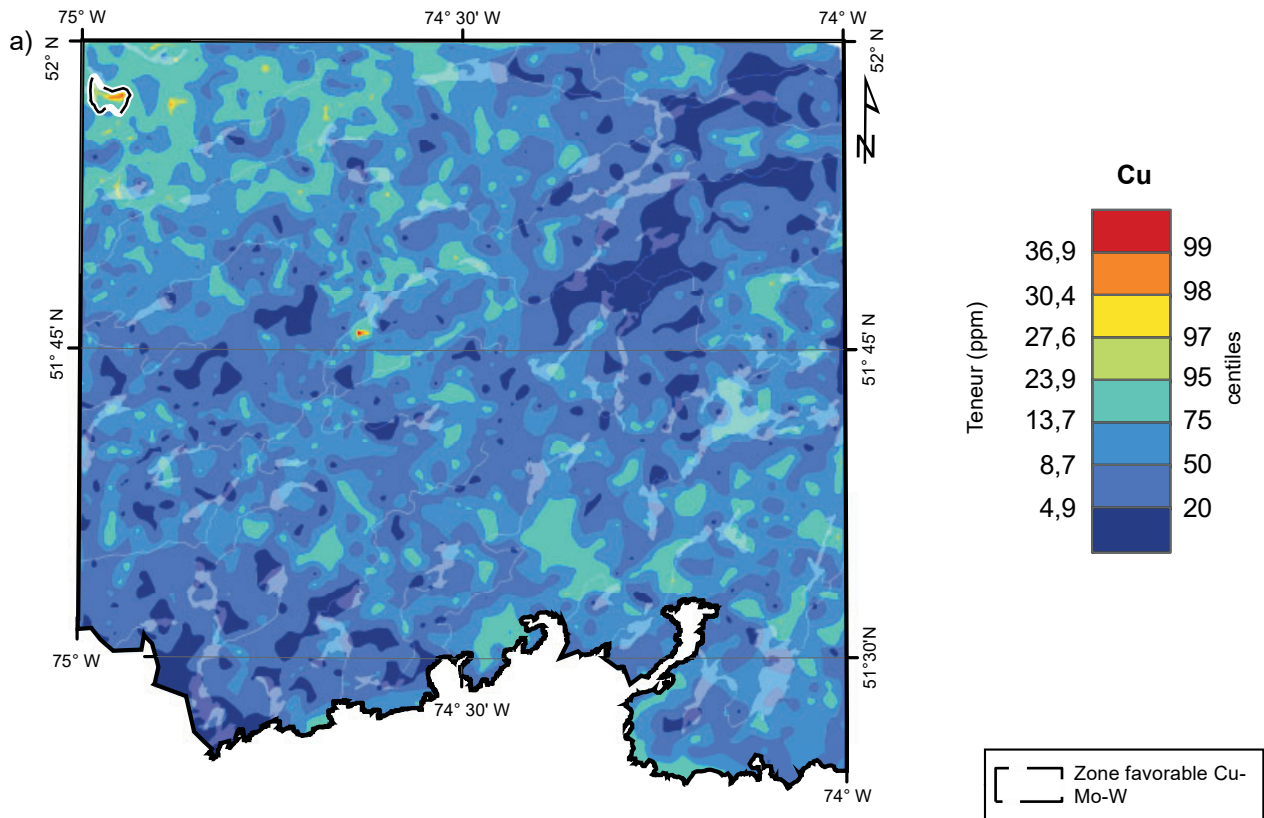 a)
75° W
74° 30' W
74° W
52° N
52° N
N
51° 45' N
51° 45' N
75° W
51°30'N
74° 30' W
74° W
Cu
Teneur (ppm)
centiles
36,9
99
30,4
98
27,6
97
23,9
95
13,7
75
8,7
50
4,9
20
Zone favorable Cu-
Mo-W